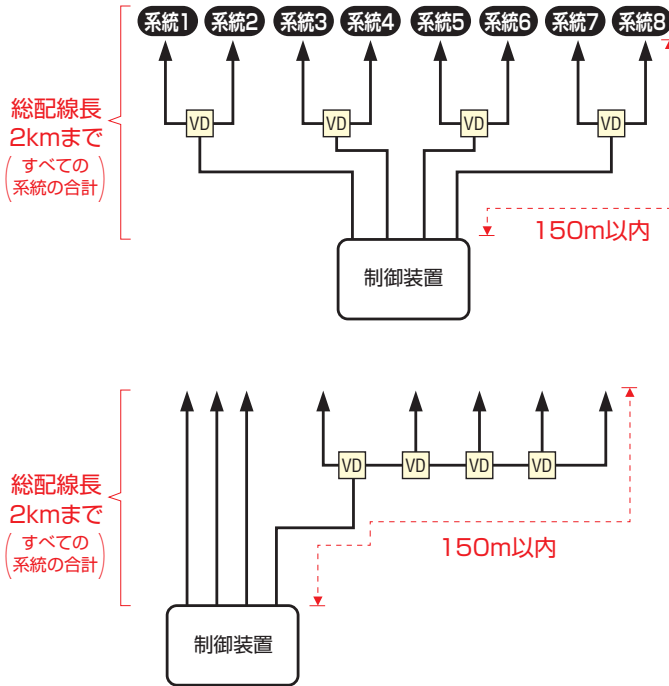 系統1 系統2 系統3 系統4 系統5 系統6 系統7 系統8
VD VD VD VD
総配線長
2kmまで
(すべての
系統の合計)
150m以内
制御装置
VD VD VD VD
総配線長
2kmまで
(すべての
系統の合計)
150m以内
制御装置